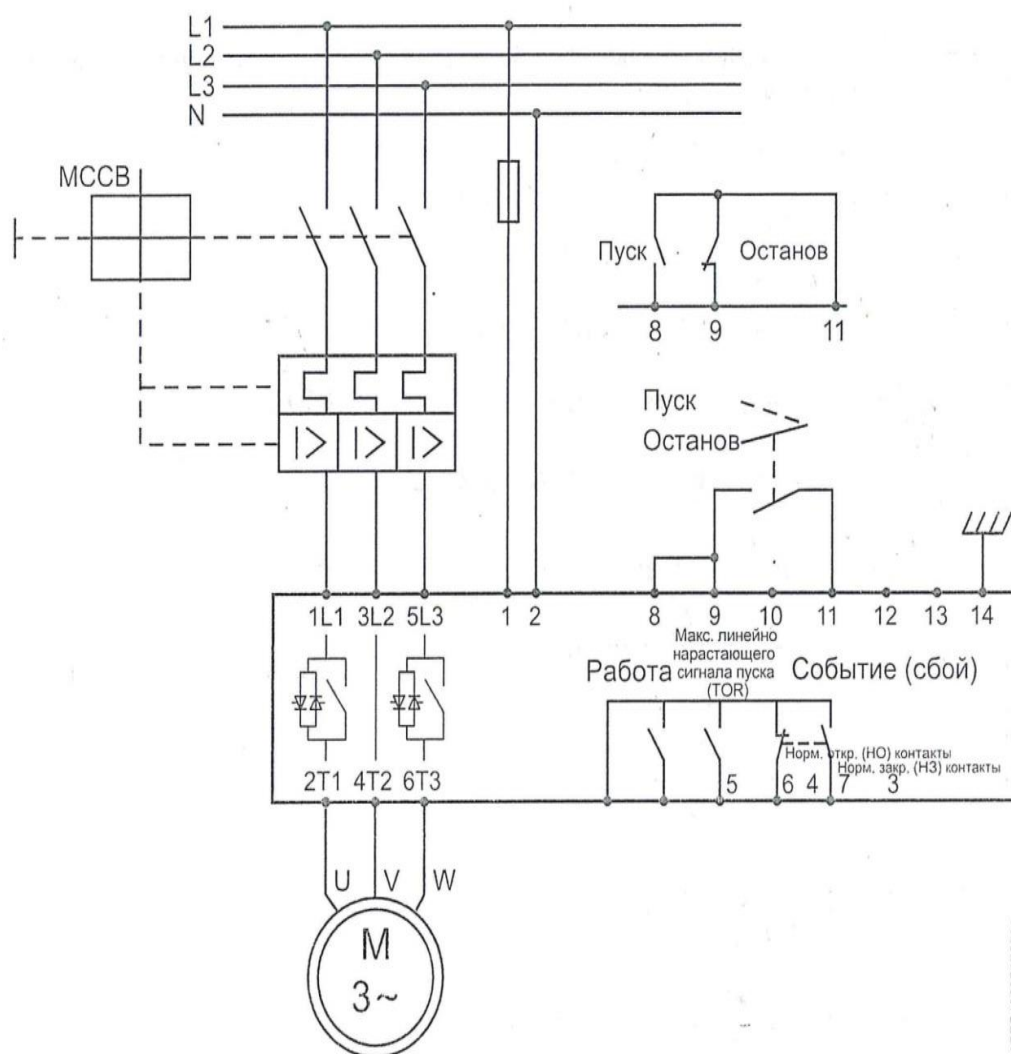 L1
L2
L3
N
МССВ
Пуск Останов
8 9 11
Пуск
Останов
1L1 3L2 5L3 1 2 8 9 10 11 12 13 14
Макс. линейно
нарастающего
сигнала пуска
(TOR)
Работа
Событие (сбой)
Норм. откр. (НО) контакты
Норм. закр. (НЗ) контакты
2T1 4T2 6T3 5 6 4 7 3
U V W
M
3~